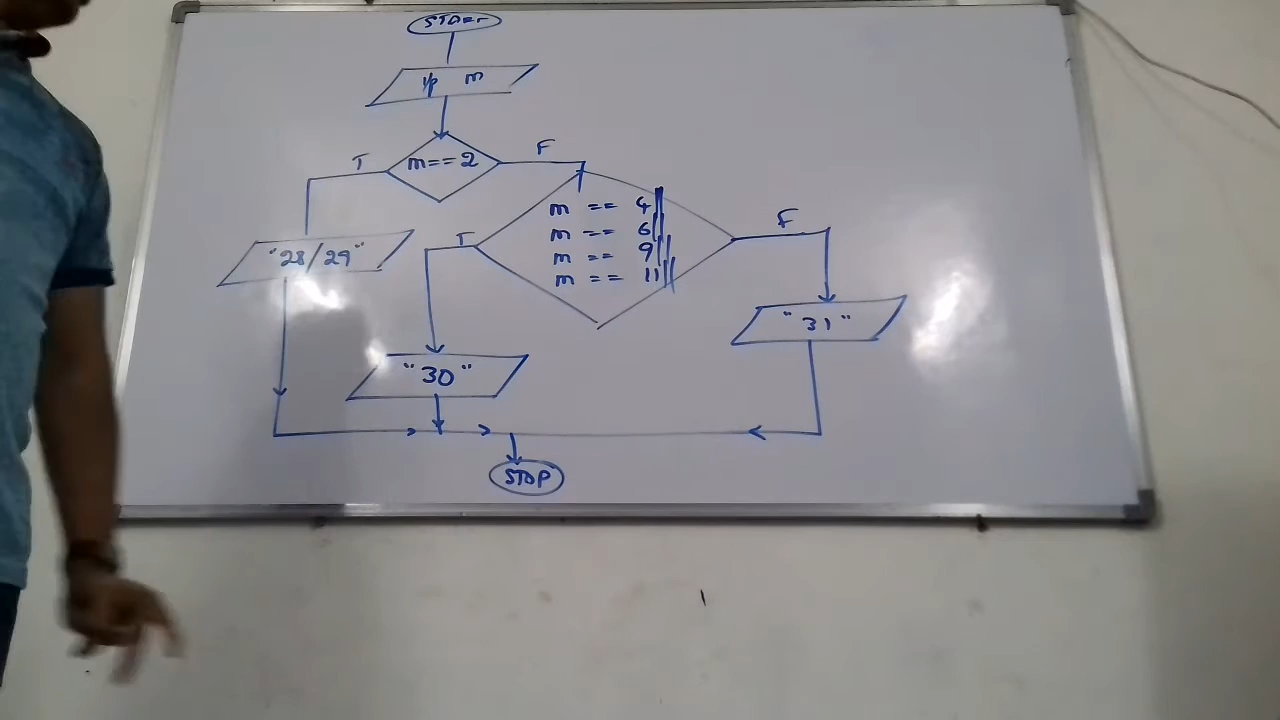 START
i/p m
m == 2
T
F
m == 4||
m == 6||
m == 9||
m == 11||
T
F
"28/29"
"31"
"30"
STOP